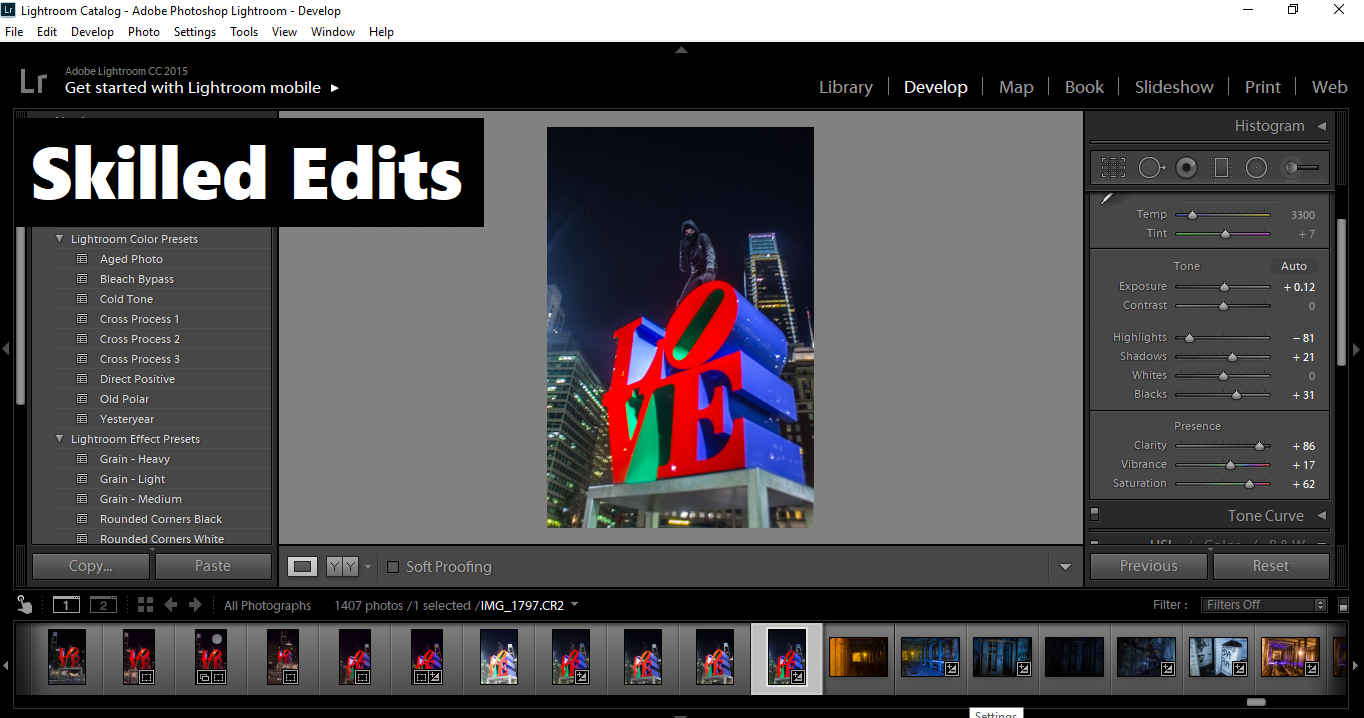 Lr Lightroom Catalog - Adobe Photoshop Lightroom - Develop
File Edit Develop Photo Settings Tools View Window Help
Lr
Adobe Lightroom CC 2015
Get started with Lightroom mobile
Library Develop Map Book Slideshow Print Web
Skilled Edits
Lightroom Color Presets
Aged Photo
Bleach Bypass
Cold Tone
Cross Process 1
Cross Process 2
Cross Process 3
Direct Positive
Old Polar
Yesteryear
Lightroom Effect Presets
Grain - Heavy
Grain - Light
Grain - Medium
Rounded Corners Black
Rounded Corners White
Copy...
Paste
LO
VE
Soft Proofing
Histogram
Temp 3300
Tint + 7
Tone Auto
Exposure + 0.12
Contrast 0
Highlights − 81
Shadows + 21
Whites 0
Blacks + 31
Presence
Clarity + 86
Vibrance + 17
Saturation + 62
Tone Curve
HSL / Color / B & W
Previous
Reset
1 2
All Photographs
1407 photos /1 selected /IMG_1797.CR2
Filter :
Filters Off
Settings